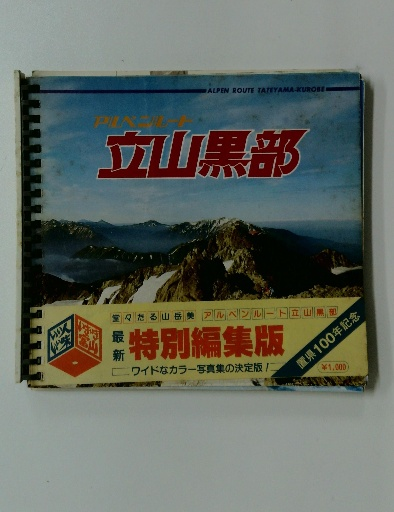 ALPEN ROUTE TATEYAMA-KUROBE
アルペンルート
立山黒部
堂々たる山岳美 アルペンルート立山黒部
最新 特別編集版
置県100年記念
ワイドなカラー写真集の決定版!
¥1,000